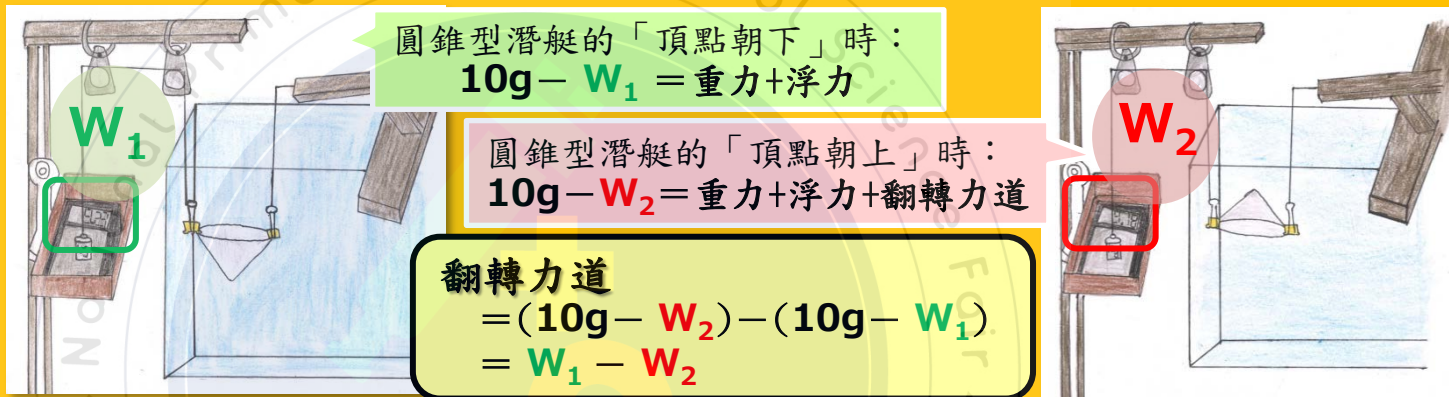 圓錐型潛艇的「頂點朝下」時：
10g－ W₁ ＝重力+浮力
W₁
圓錐型潛艇的「頂點朝上」時：
10g－W₂＝重力+浮力+翻轉力道
W₂
翻轉力道
＝(10g－ W₂)－(10g－ W₁)
＝ W₁ － W₂